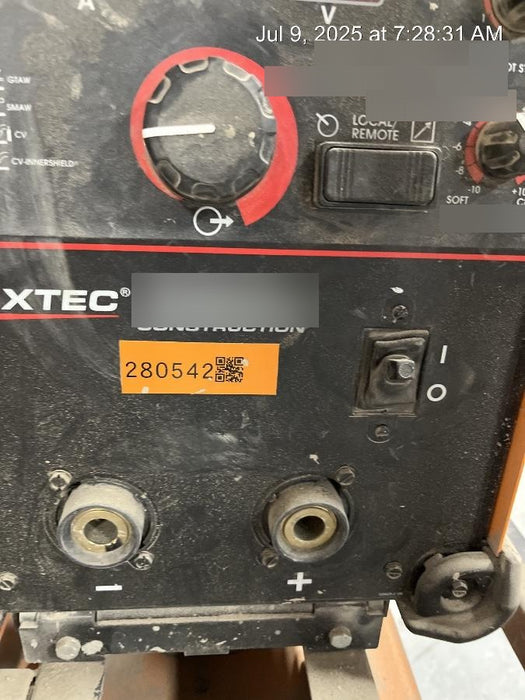 A
V
Jul 9, 2025 at 7:28:31 AM
GTAW
SMAW
CV
CV-INNERSHIELD®
LOCAL/
REMOTE
-6
-8
-10
SOFT
+10
XTEC®
CONSTRUCTION
280542
I
O
-
+